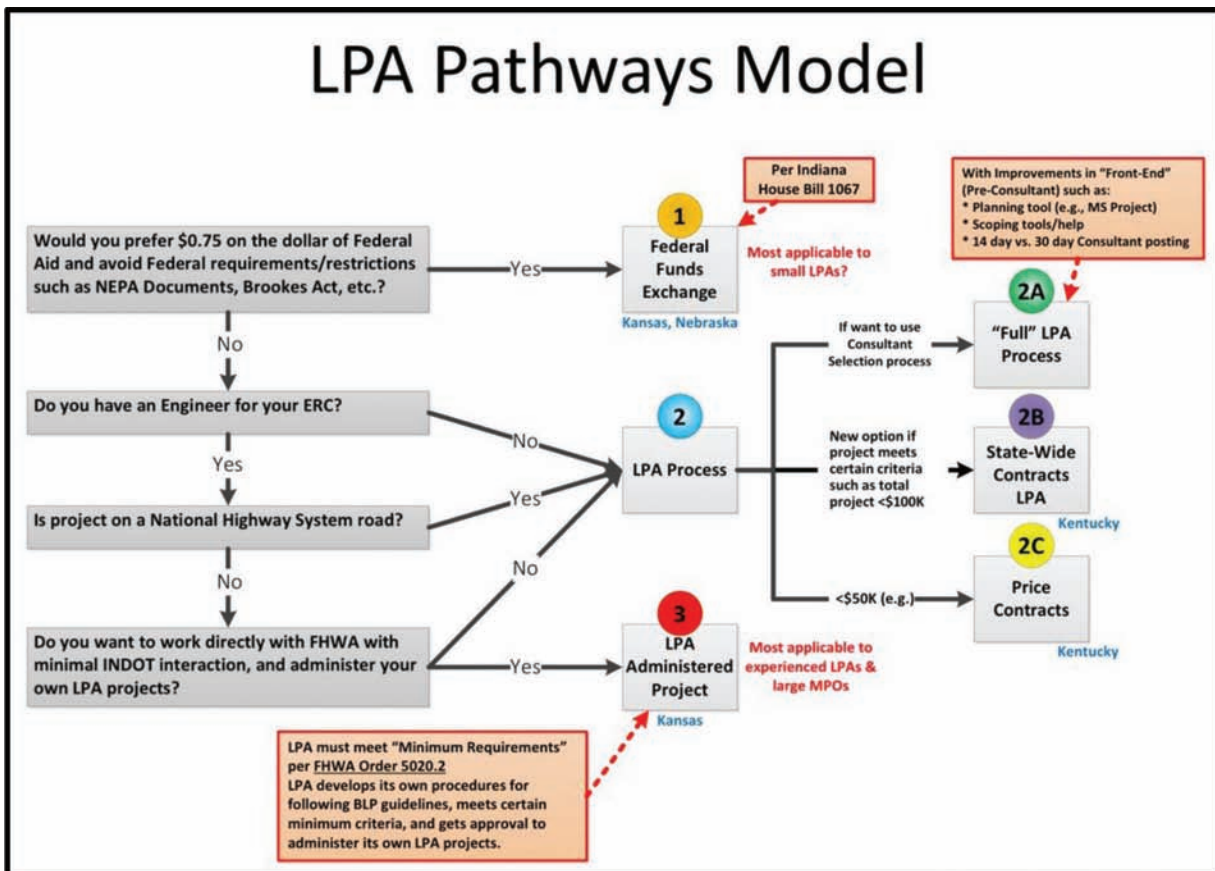 LPA Pathways Model
Per Indiana
House Bill 1067
With Improvements in “Front-End”
(Pre-Consultant) such as:
* Planning tool (e.g., MS Project)
* Scoping tools/help
* 14 day vs. 30 day Consultant posting
Would you prefer $0.75 on the dollar of Federal
Aid and avoid Federal requirements/restrictions
such as NEPA Documents, Brookes Act, etc.?
Yes
1
Federal
Funds
Exchange
Most applicable to
small LPAs?
Kansas, Nebraska
No
2A
“Full” LPA
Process
If want to use
Consultant
Selection process
Do you have an Engineer for your ERC?
No
2
LPA Process
New option if
project meets
certain criteria
such as total
project <$100K
2B
State-Wide
Contracts
LPA
Kentucky
Yes
Is project on a National Highway System road?
Yes
No
No
<$50K (e.g.)
2C
Price
Contracts
Kentucky
Do you want to work directly with FHWA with
minimal INDOT interaction, and administer your
own LPA projects?
Yes
3
LPA
Administered
Project
Most applicable to
experienced LPAs &
large MPOs
Kansas
LPA must meet “Minimum Requirements”
per FHWA Order 5020.2
LPA develops its own procedures for
following BLP guidelines, meets certain
minimum criteria, and gets approval to
administer its own LPA projects.